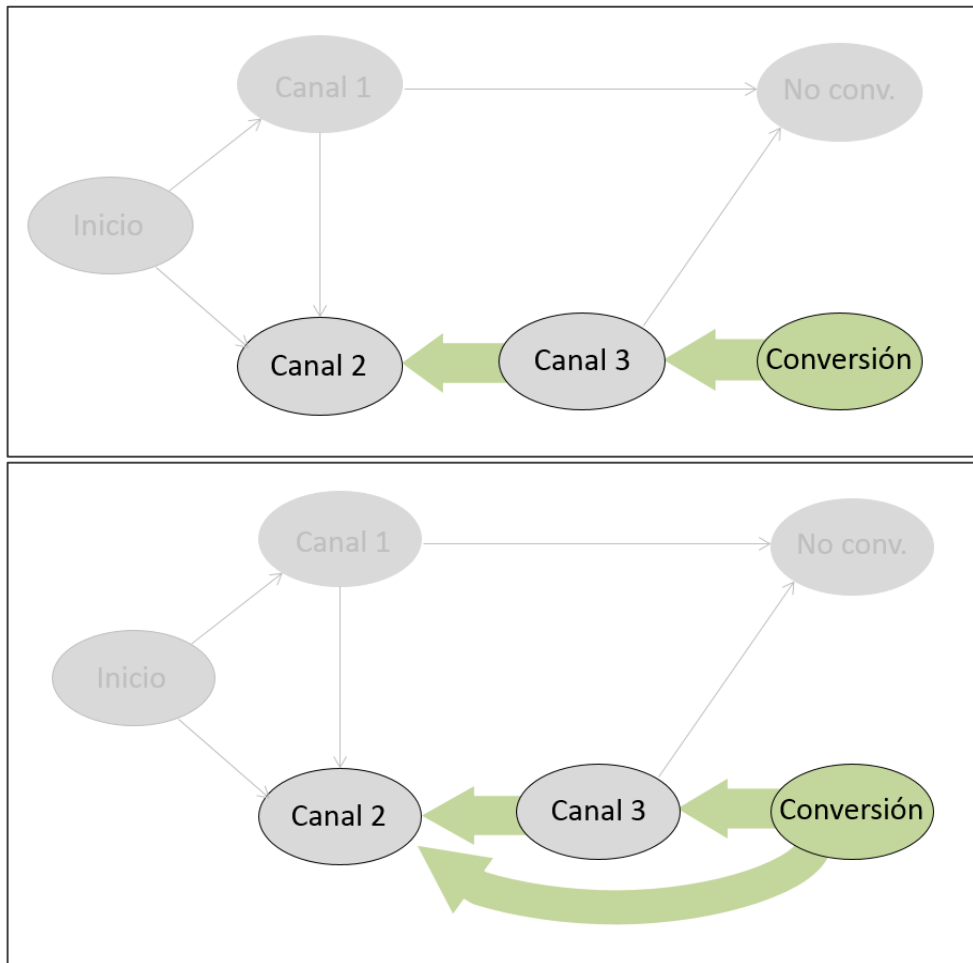 Canal 1
No conv.
Inicio
Canal 2
Canal 3
Conversión
Canal 1
No conv.
Inicio
Canal 2
Canal 3
Conversión